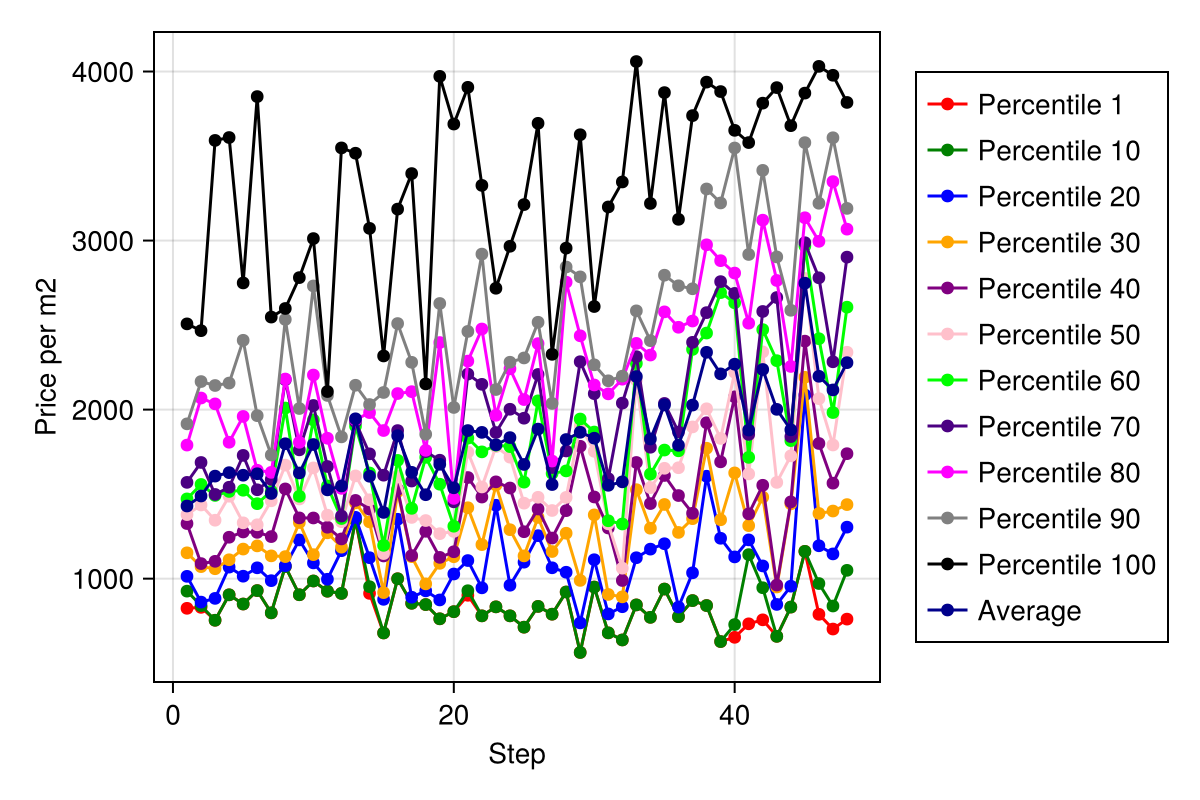 Price per m2
4000
3000
2000
1000
0
20
40
Step
Percentile 1
Percentile 10
Percentile 20
Percentile 30
Percentile 40
Percentile 50
Percentile 60
Percentile 70
Percentile 80
Percentile 90
Percentile 100
Average